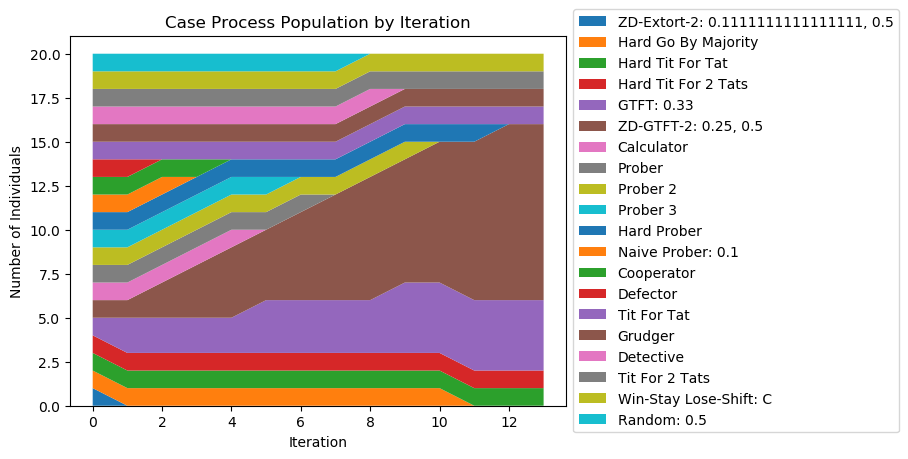 Case Process Population by Iteration
20.0
17.5
15.0
12.5
10.0
7.5
5.0
2.5
0.0
Number of Individuals
0 2 4 6 8 10 12
Iteration
ZD-Extort-2: 0.1111111111111111, 0.5
Hard Go By Majority
Hard Tit For Tat
Hard Tit For 2 Tats
GTFT: 0.33
ZD-GTFT-2: 0.25, 0.5
Calculator
Prober
Prober 2
Prober 3
Hard Prober
Naive Prober: 0.1
Cooperator
Defector
Tit For Tat
Grudger
Detective
Tit For 2 Tats
Win-Stay Lose-Shift: C
Random: 0.5